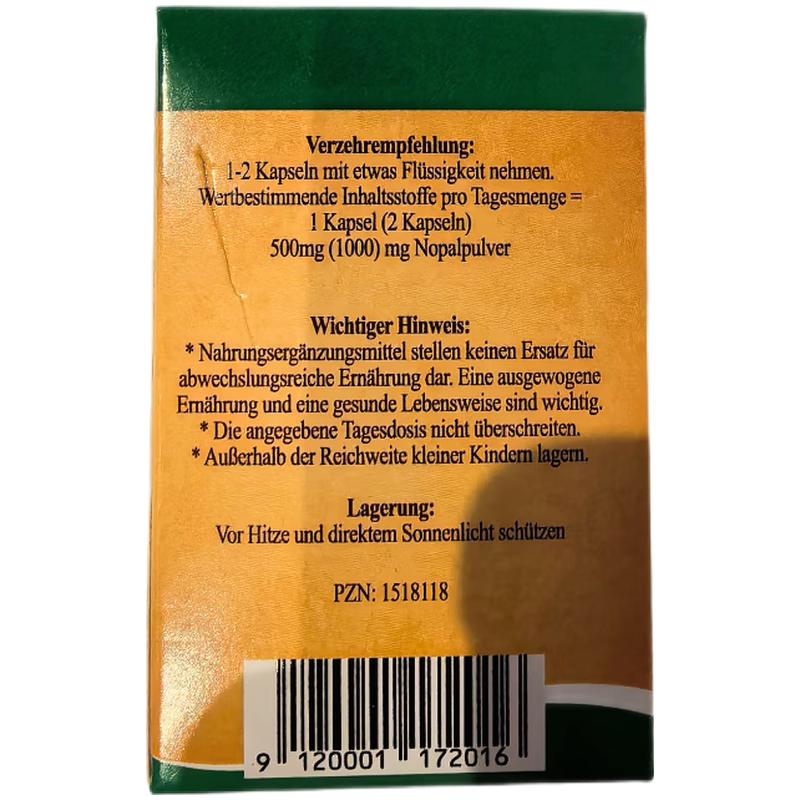 Verzehrempfehlung:
1-2 Kapseln mit etwas Flüssigkeit nehmen.
Wertbestimmende Inhaltsstoffe pro Tagesmenge =
1 Kapsel (2 Kapseln)
500mg (1000) mg Nopalpulver
Wichtiger Hinweis:
* Nahrungsergänzungsmittel stellen keinen Ersatz für
abwechslungsreiche Ernährung dar. Eine ausgewogene
Ernährung und eine gesunde Lebensweise sind wichtig.
* Die angegebene Tagesdosis nicht überschreiten.
* Außerhalb der Reichweite kleiner Kindern lagern.
Lagerung:
Vor Hitze und direktem Sonnenlicht schützen
PZN: 1518118
9 120001 172016